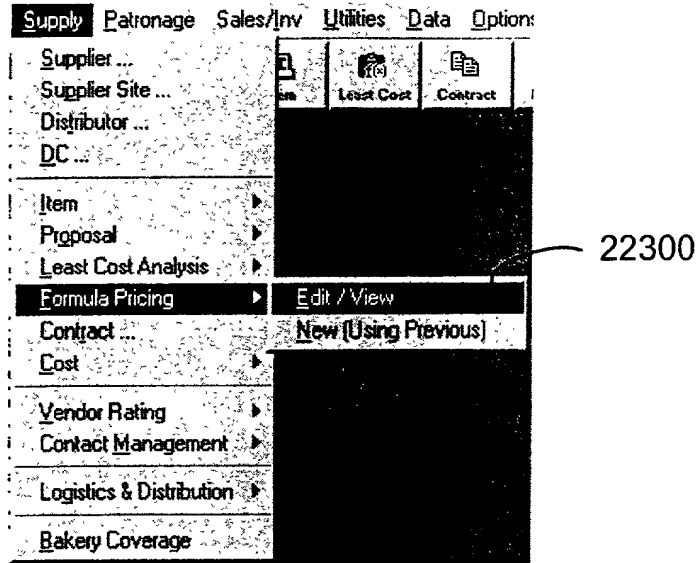 Supply Patronage Sales/Inv Utilities Data Options
Supplier ...
Supplier Site ...
Distributor ...
DC ...
Least Cost Contract
Item
Proposal
Least Cost Analysis
Formula Pricing
Edit / View
22300
New (Using Previous)
Contract ...
Cost
Vendor Rating
Contact Management
Logistics & Distribution
Bakery Coverage